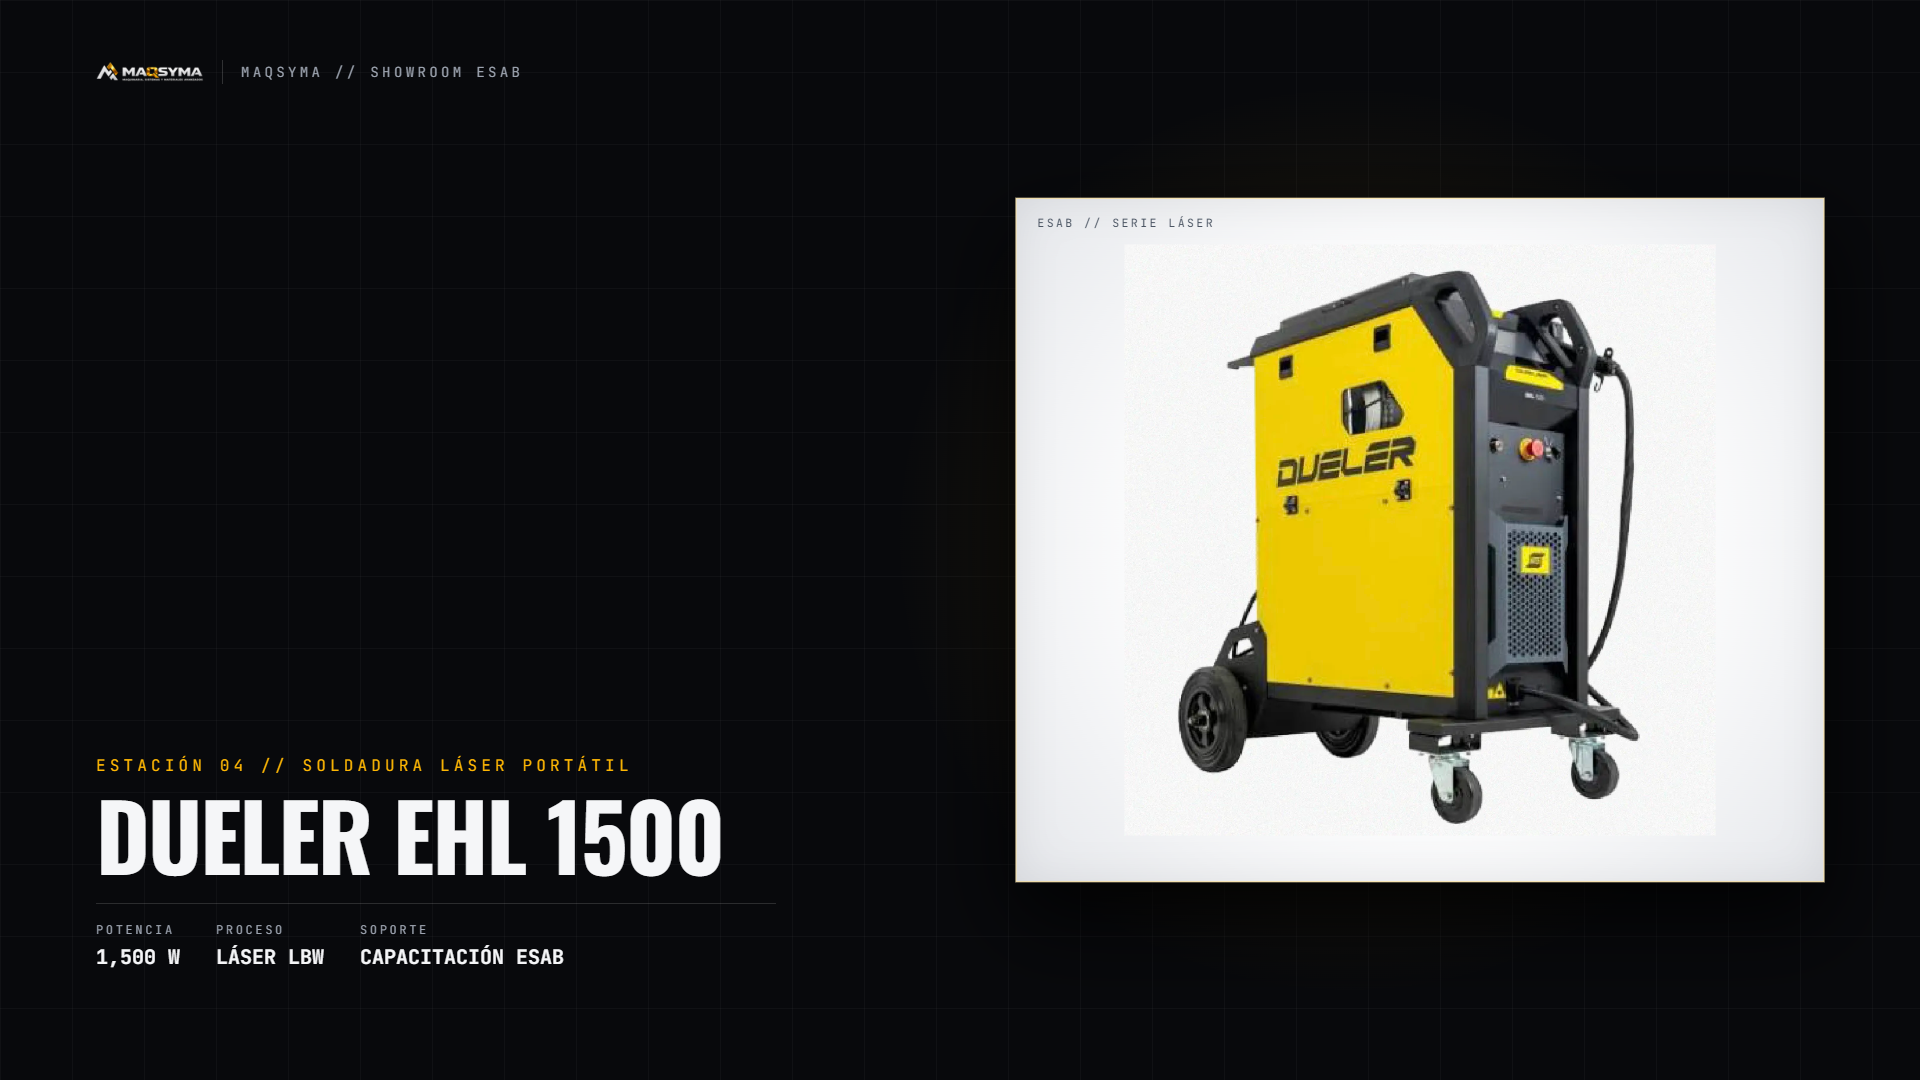 MAQSYMA
MAQSYMA // SHOWROOM ESAB
ESAB // SERIE LÁSER
DUELER
ESTACIÓN 04 // SOLDADURA LÁSER PORTÁTIL
DUELER EHL 1500
POTENCIA
PROCESO
SOPORTE
1,500 W
LÁSER LBW
CAPACITACIÓN ESAB